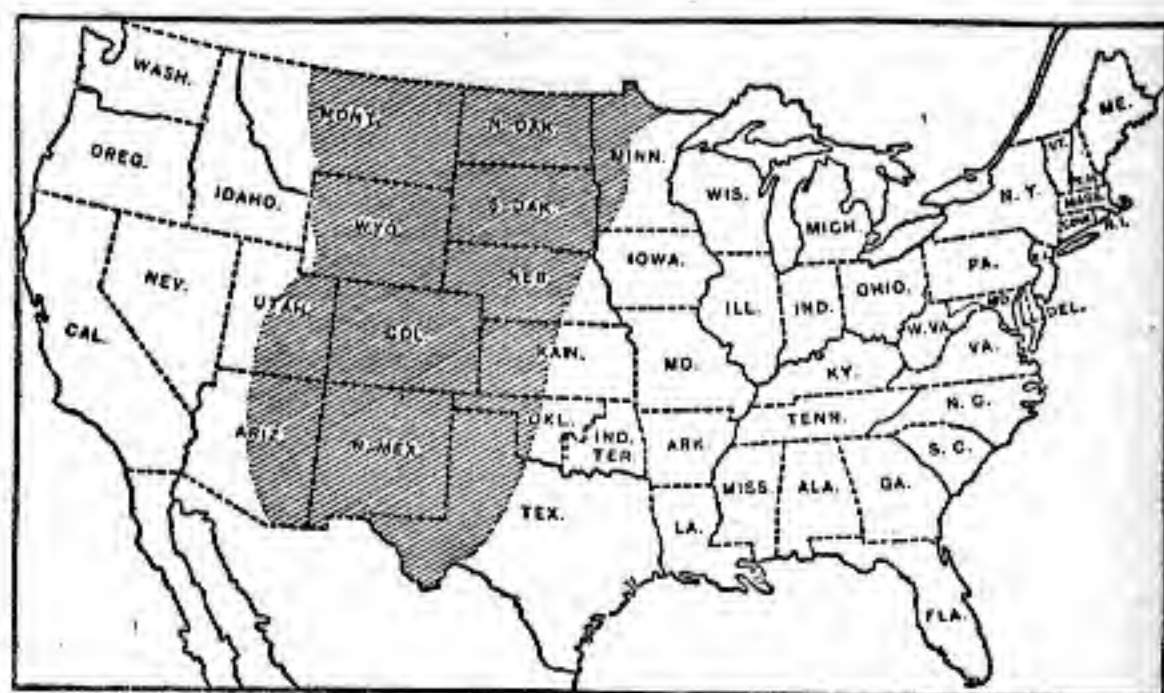 WASH.
MONT.
N. DAK.
MINN.
ME.
OREG.
IDAHO.
WYO.
S. DAK.
WIS.
MICH.
VT.
N. Y.
MASS.
R. I.
NEV.
UTAH.
NEB.
IOWA.
ILL.
IND.
OHIO.
PA.
N. J.
CAL.
COL.
KAN.
MO.
KY.
W. VA.
VA.
MD.
DEL.
ARIZ.
N. MEX.
OKL.
IND.
TER.
ARK.
TENN.
N. C.
S. C.
TEX.
LA.
MISS.
ALA.
GA.
FLA.